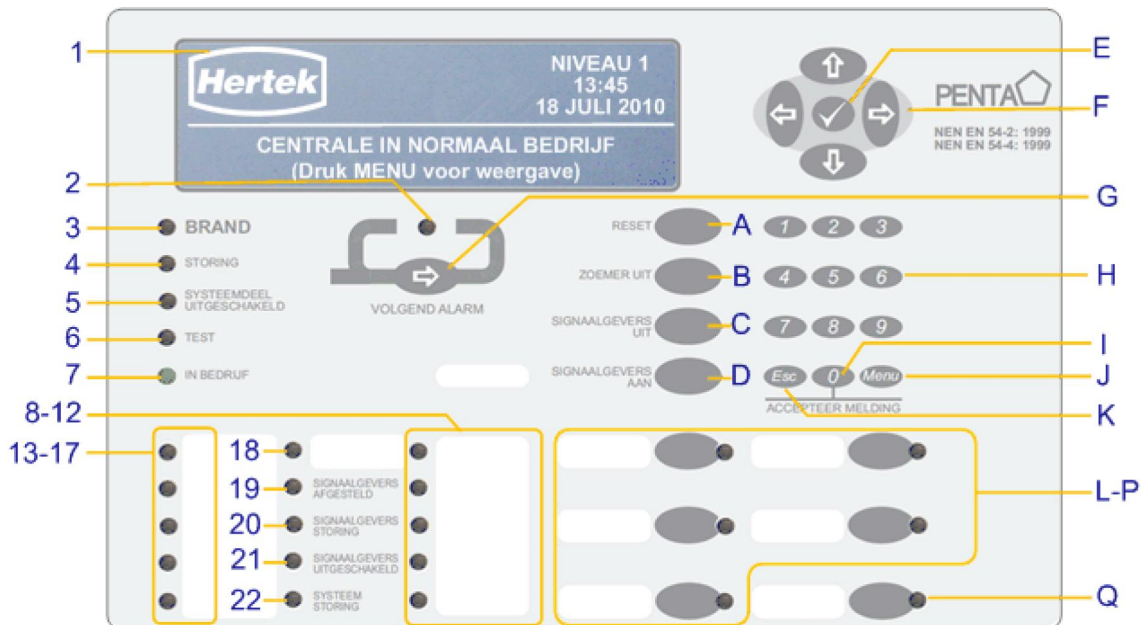 1
Hertek
NIVEAU 1
13:45
18 JULI 2010
CENTRALE IN NORMAAL BEDRIJF
(Druk MENU voor weergave)
E
F
PENTA
NEN EN 54-2: 1999
NEN EN 54-4: 1999
2
G
3
BRAND
RESET
A
1
2
3
4
STORING
ZOEMER UIT
B
4
5
6
H
5
SYSTEEMDEEL
UITGESCHAKELD
VOLGEND ALARM
SIGNAALGEVERS
UIT
C
7
8
9
6
TEST
I
7
IN BEDRIJF
SIGNAALGEVERS
AAN
D
Esc
0
Menu
J
K
ACCEPTEER MELDING
8-12
13-17
18
19
SIGNAALGEVERS
AFGESTELD
L-P
20
SIGNAALGEVERS
STORING
21
SIGNAALGEVERS
UITGESCHAKELD
22
SYSTEEM
STORING
Q